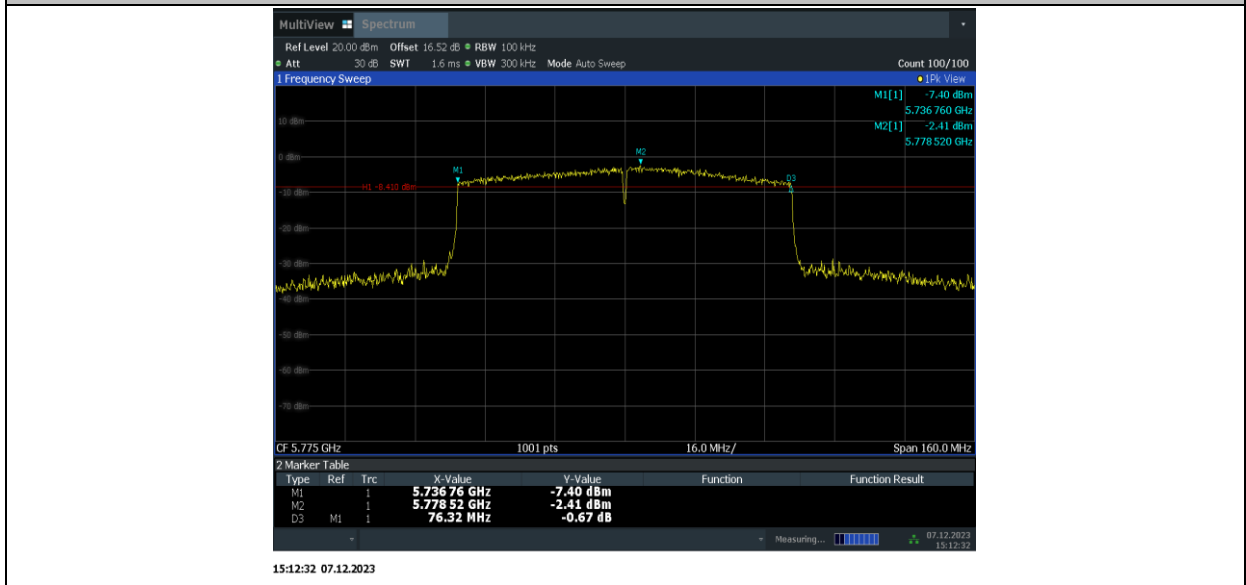 MultiView Spectrum
Ref Level 20.00 dBm Offset 16.52 dB RBW 100 kHz
Att 30 dB SWT 1.6 ms VBW 300 kHz Mode Auto Sweep Count 100/100
1 Frequency Sweep 1Pk View
M1[1] -7.40 dBm
5.736 760 GHz
10 dBm
M2[1] -2.41 dBm
5.778 520 GHz
M2
0 dBm
M1
D3
H1 -8.410 dBm
-10 dBm
-20 dBm
-30 dBm
-40 dBm
-50 dBm
-60 dBm
-70 dBm
CF 5.775 GHz 1001 pts 16.0 MHz/ Span 160.0 MHz
2 Marker Table
Type Ref Trc X-Value Y-Value Function Function Result
M1 1 5.736 76 GHz -7.40 dBm
M2 1 5.778 52 GHz -2.41 dBm
D3 M1 1 76.32 MHz -0.67 dB
Measuring... 07.12.2023
15:12:32
15:12:32 07.12.2023